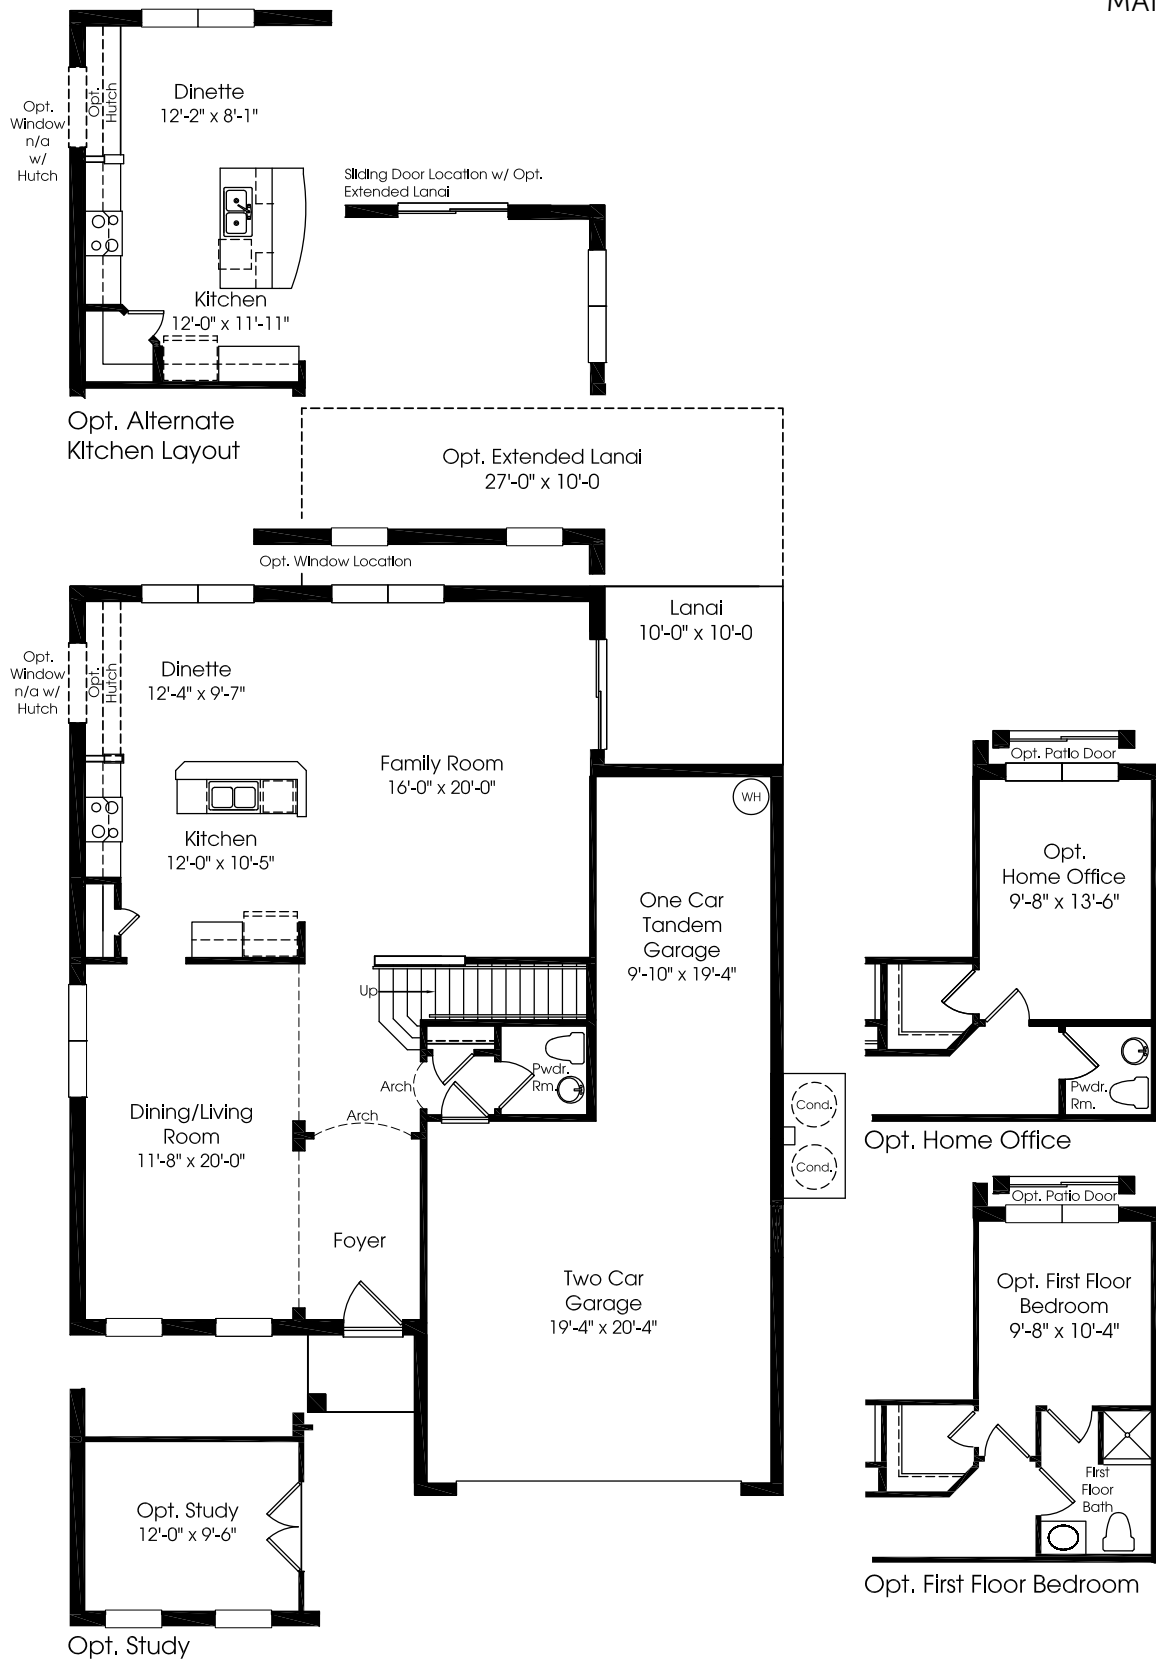 Dinette
12'-2" x 8'-1"
Opt.
Hutch
Opt.
Window
n/a
w/
Hutch
Sliding Door Location w/ Opt.
Extended Lanai
Kitchen
12'-0" x 11'-11"
Opt. Alternate
Kitchen Layout
Opt. Extended Lanai
27'-0" x 10'-0
Opt. Window Location
Lanai
10'-0" x 10'-0
Opt.
Window
n/a w/
Hutch
Opt.
Hutch
Dinette
12'-4" x 9'-7"
Family Room
16'-0" x 20'-0"
WH
Kitchen
12'-0" x 10'-5"
One Car
Tandem
Garage
9'-10" x 19'-4"
Up
Arch
Pwdr.
Rm.
Arch
Dining/Living
Room
11'-8" x 20'-0"
Cond.
Cond.
Foyer
Two Car
Garage
19'-4" x 20'-4"
Opt. Study
12'-0" x 9'-6"
Opt. Study
Opt. Patio Door
Opt.
Home Office
9'-8" x 13'-6"
Pwdr.
Rm.
Opt. Home Office
Opt. Patio Door
Opt. First Floor
Bedroom
9'-8" x 10'-4"
First
Floor
Bath
Opt. First Floor Bedroom